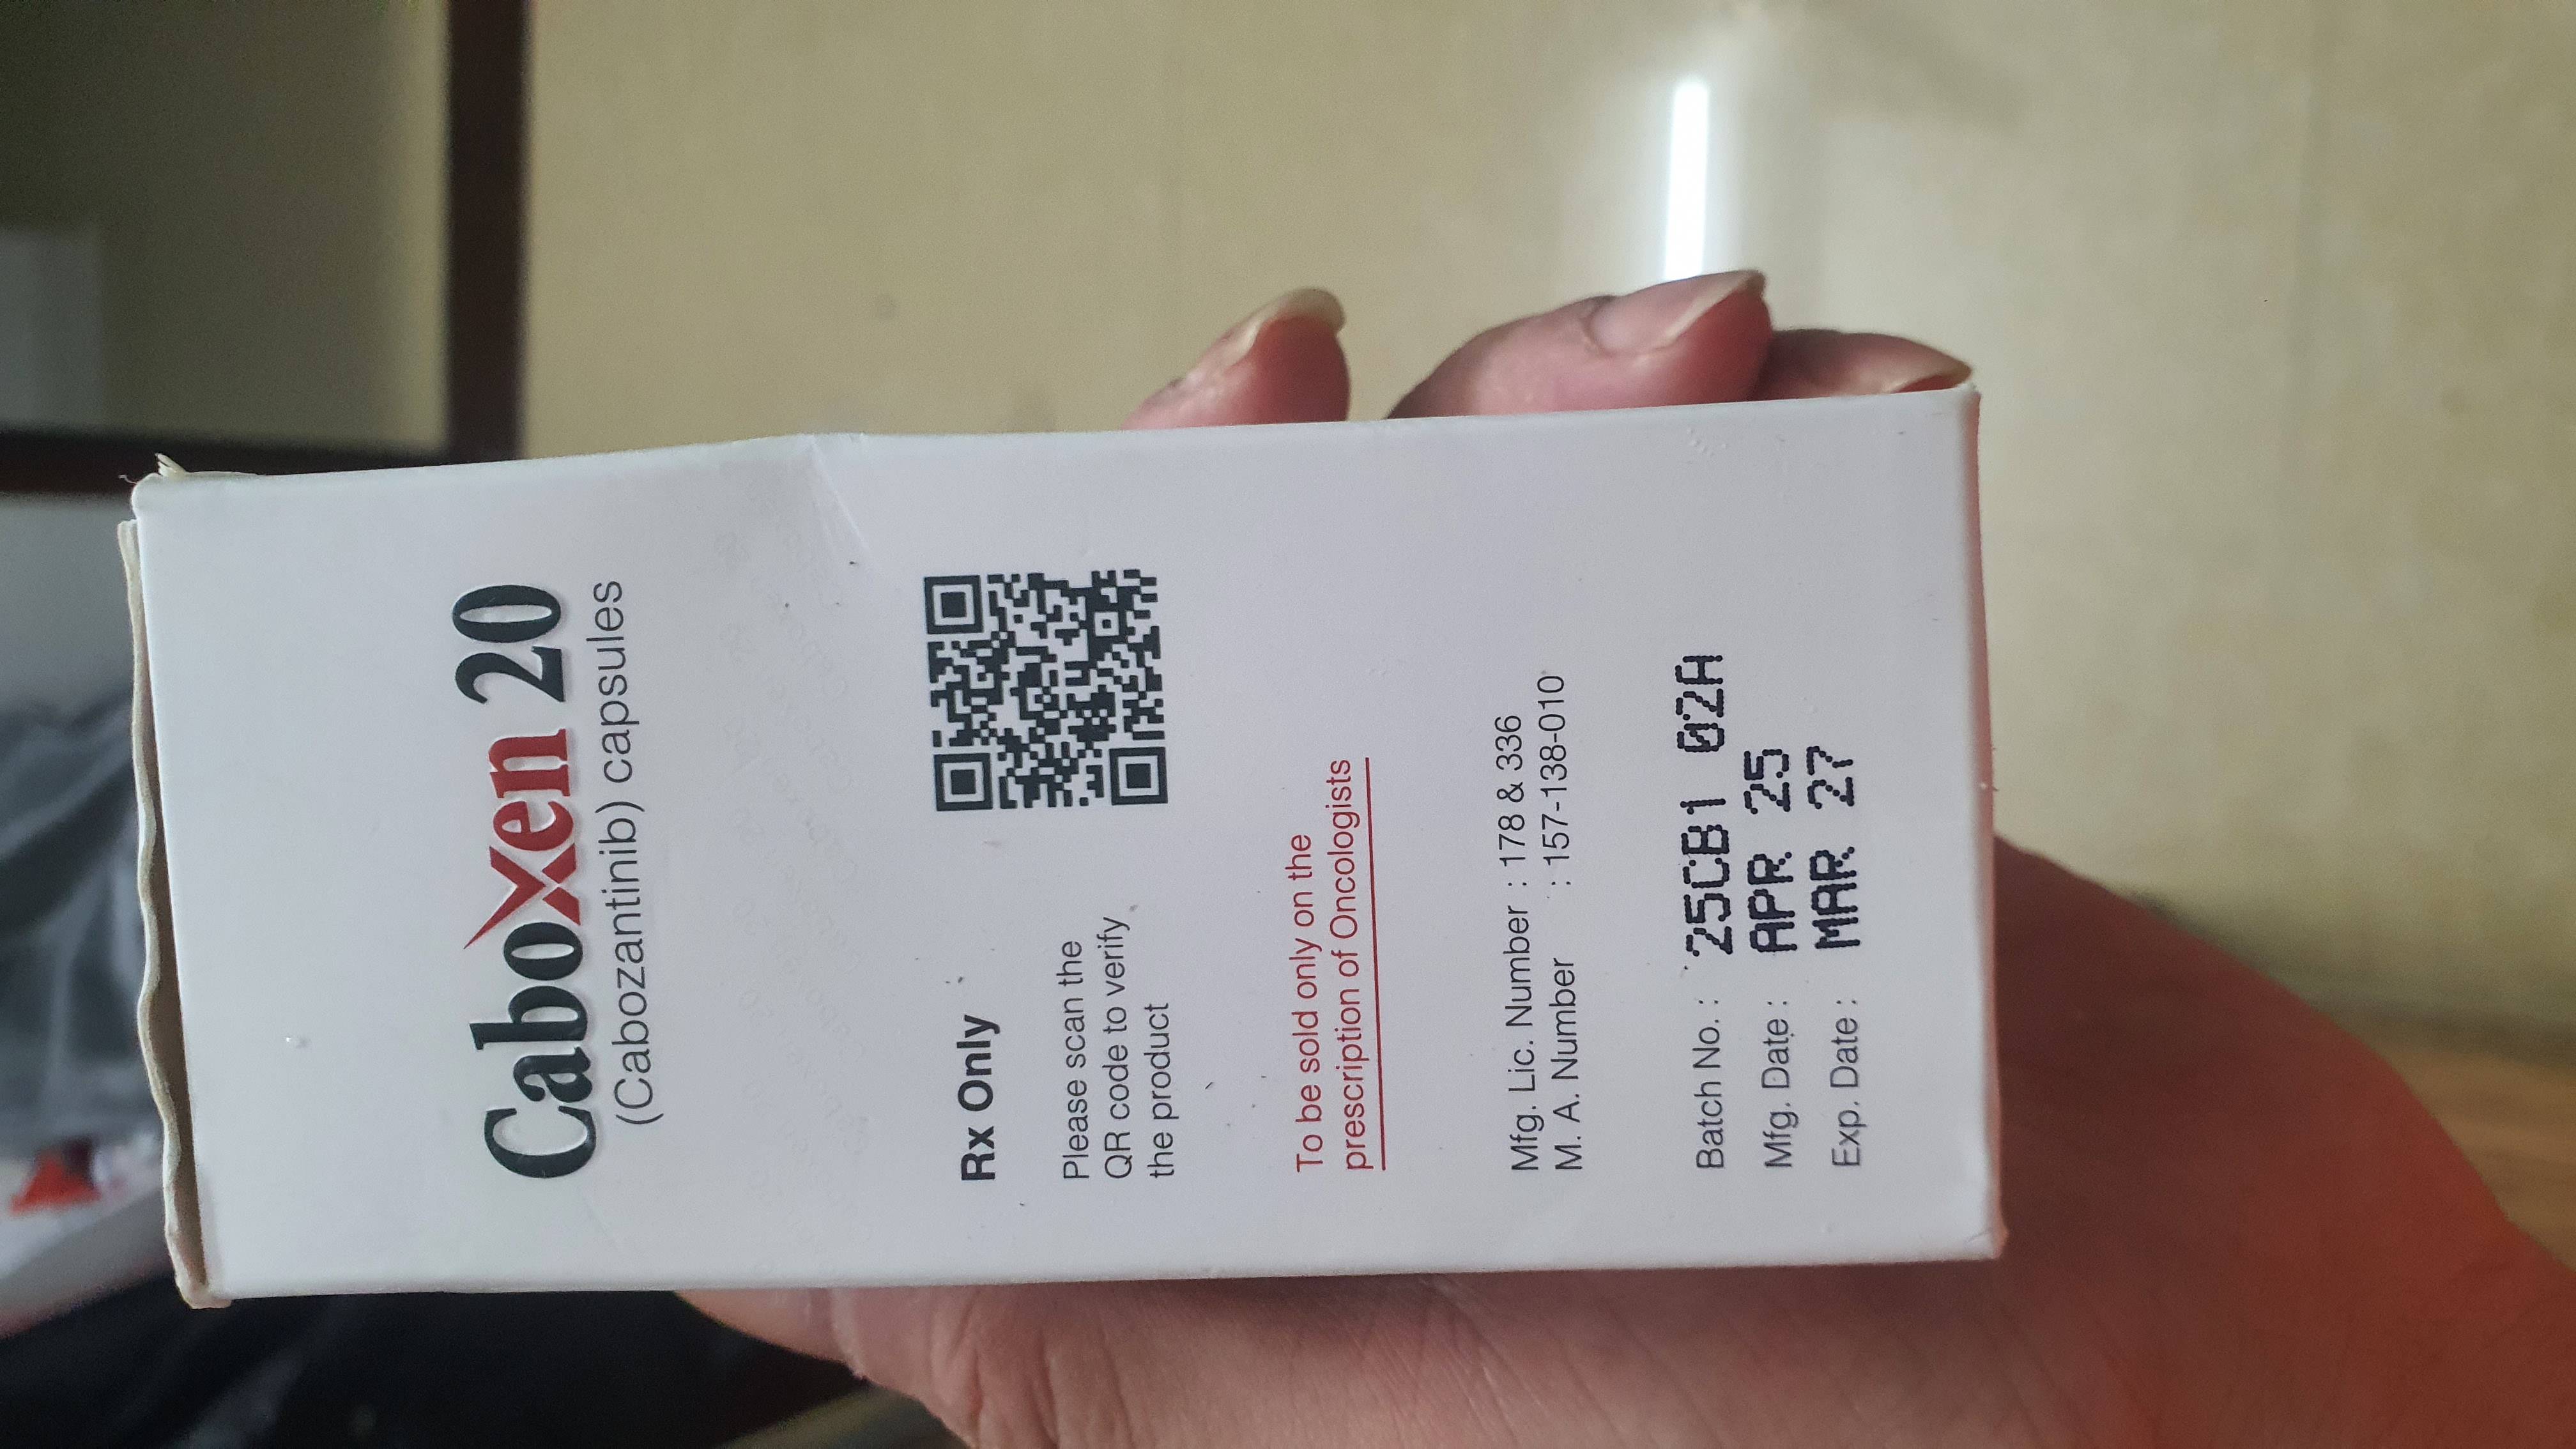 CaboXen 20
(Cabozantinib) capsules
Rx Only
Please scan the
QR code to verify
the product
To be sold only on the
prescription of Oncologists
Mfg. Lic. Number : 178 & 336
M. A. Number : 157-138-010
Batch No. : 25CB1 02A
Mfg. Date : APR 25
Exp. Date : MAR 27